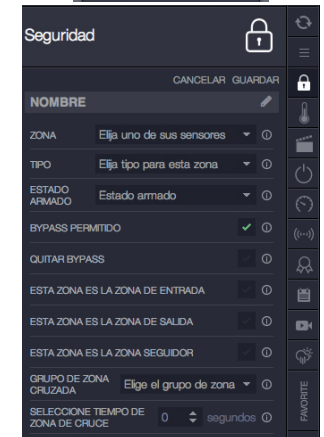 Seguridad
CANCELAR GUARDAR
NOMBRE
ZONA Elija uno de sus sensores
TIPO Elija tipo para esta zona
ESTADO
ARMADO Estado armado
BYPASS PERMITIDO
QUITAR BYPASS
ESTA ZONA ES LA ZONA DE ENTRADA
ESTA ZONA ES LA ZONA DE SALIDA
ESTA ZONA ES LA ZONA SEGUIDOR
GRUPO DE ZONA
CRUZADA Elige el grupo de zona
SELECCIONE TIEMPO DE
ZONA DE CRUCE 0 segundos
FAVORITE